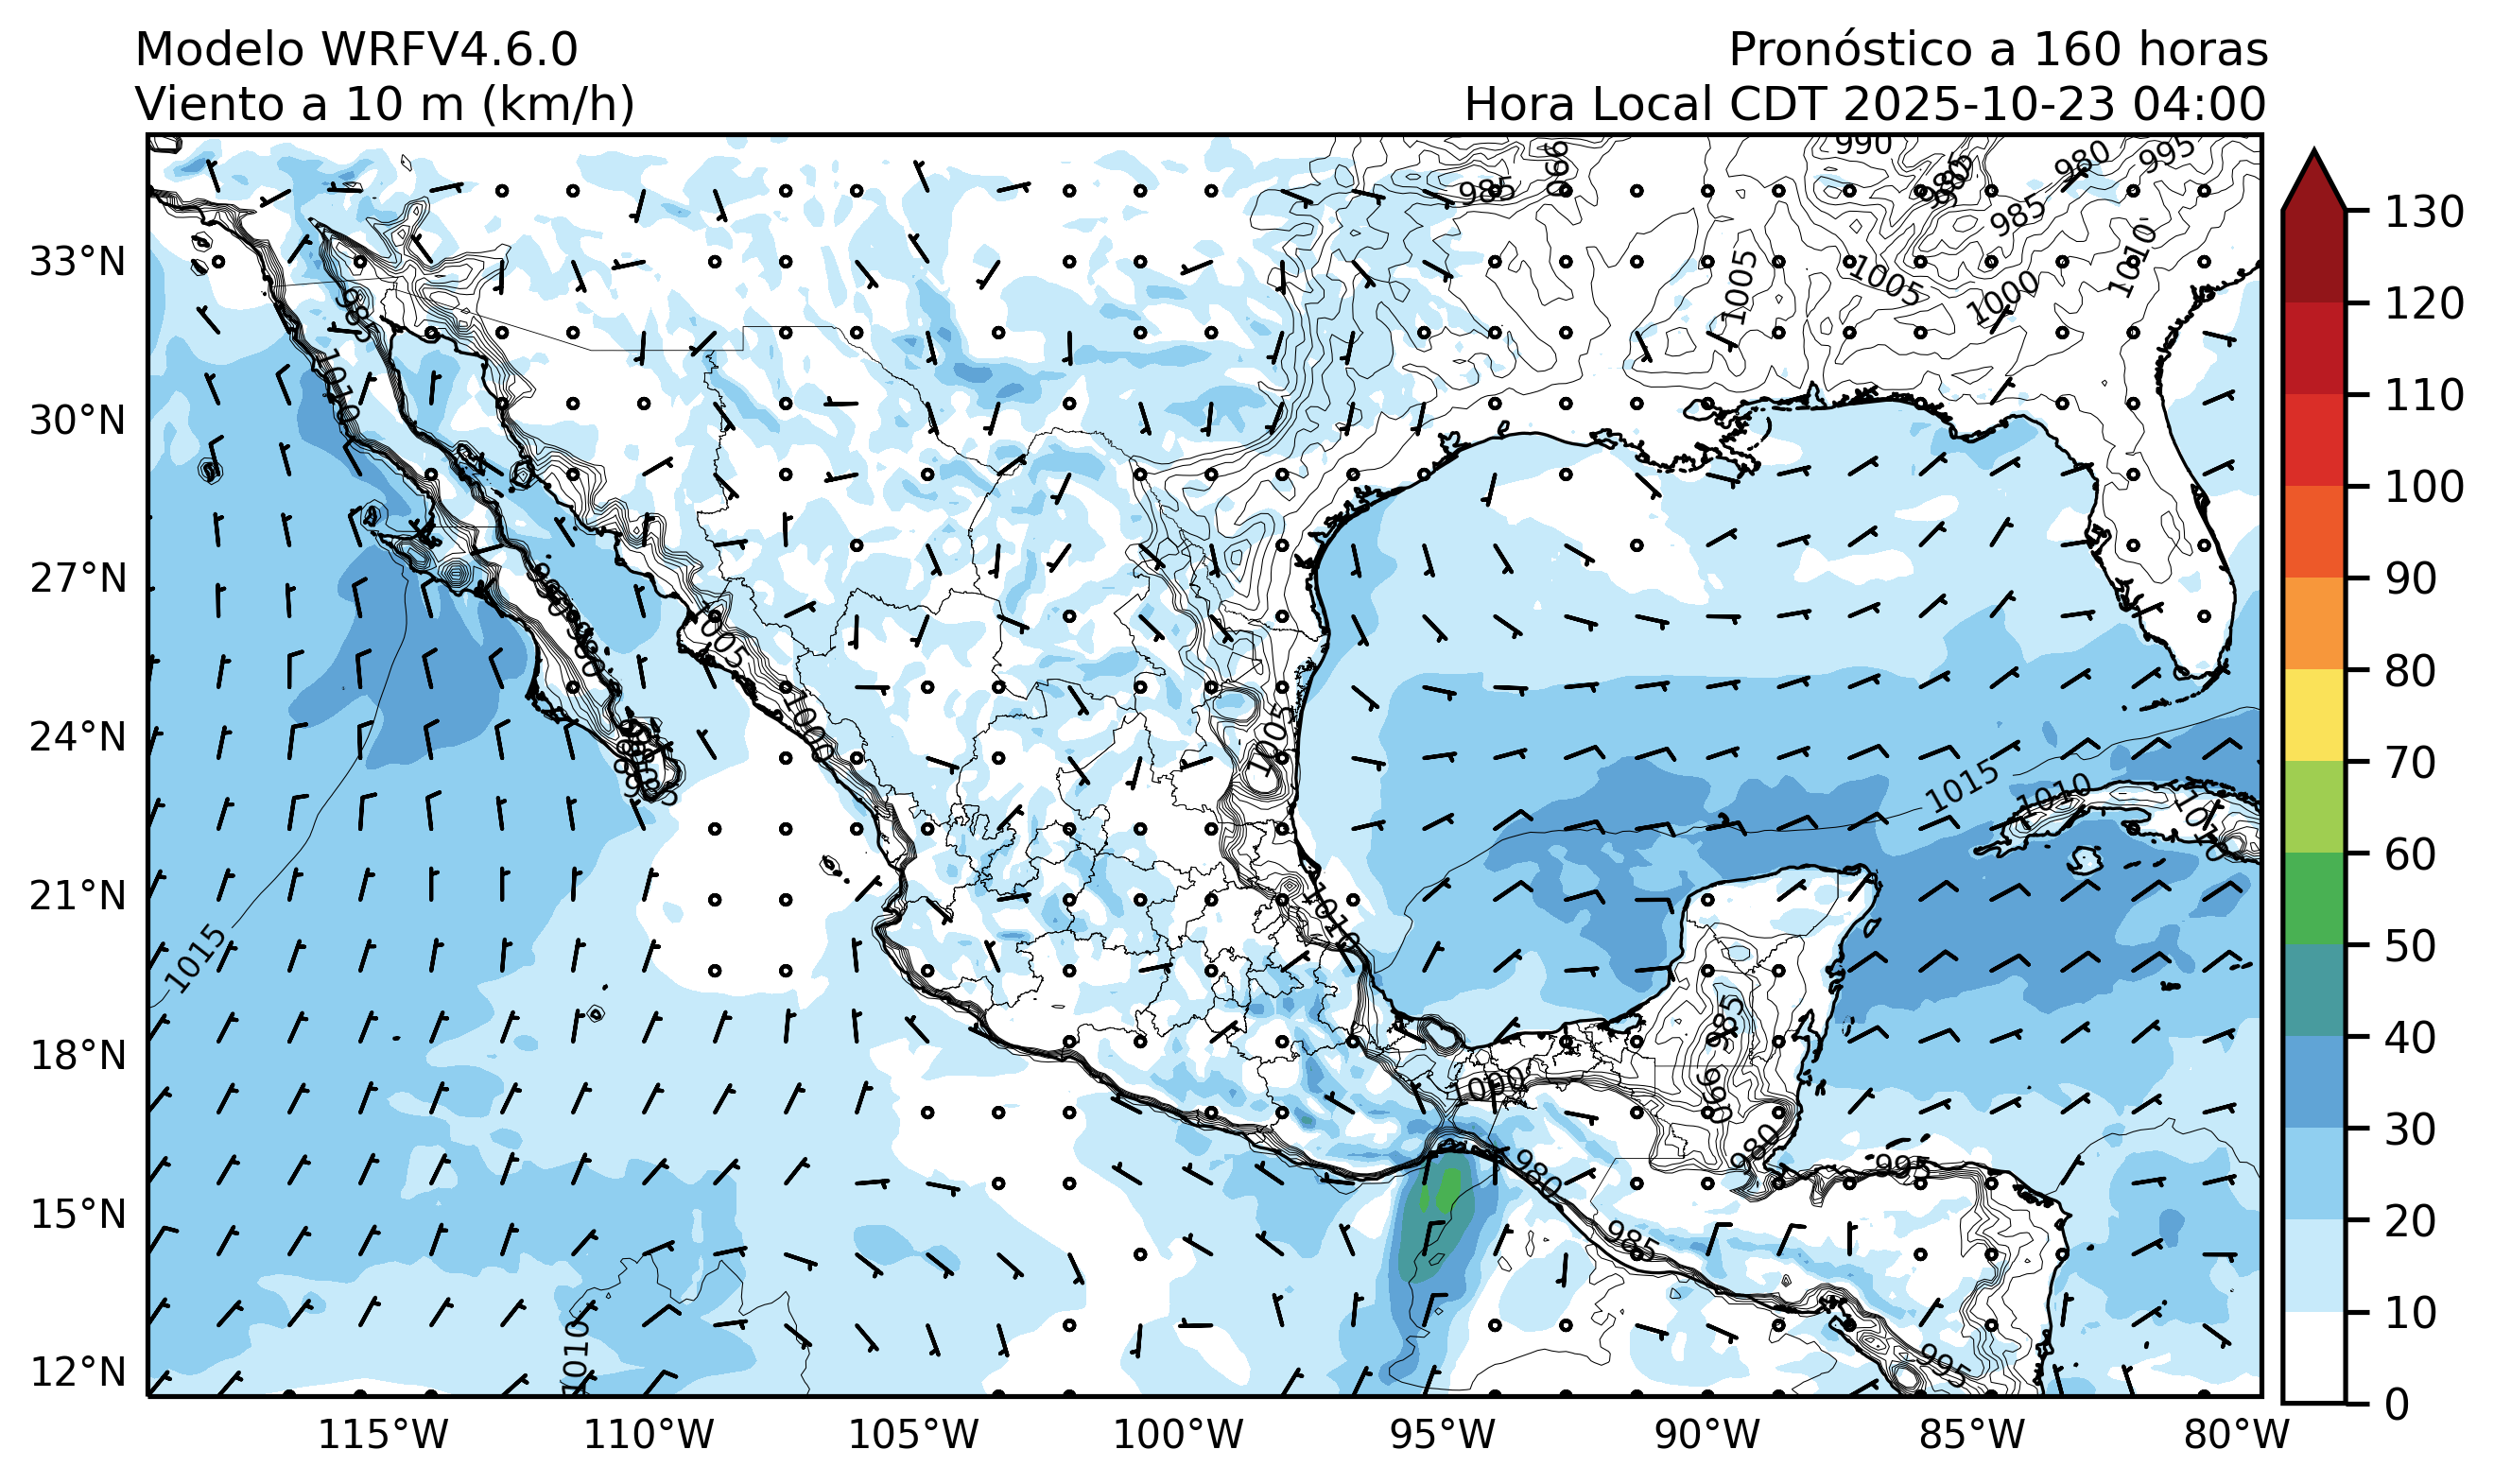 Modelo WRFV4.6.0
Pronóstico a 160 horas
Viento a 10 m (km/h)
Hora Local CDT 2025-10-23 04:00
33°N
30°N
27°N
24°N
21°N
18°N
15°N
12°N
115°W
110°W
105°W
100°W
95°W
90°W
85°W
80°W
130
120
110
100
90
80
70
60
50
40
30
20
10
0
990
985
980
995
985
1005
1005
1000
1010
985
1010
1005
1000
1005
1010
1015
1010
1010
1015
985
990
980
995
1000
980
985
995
1010